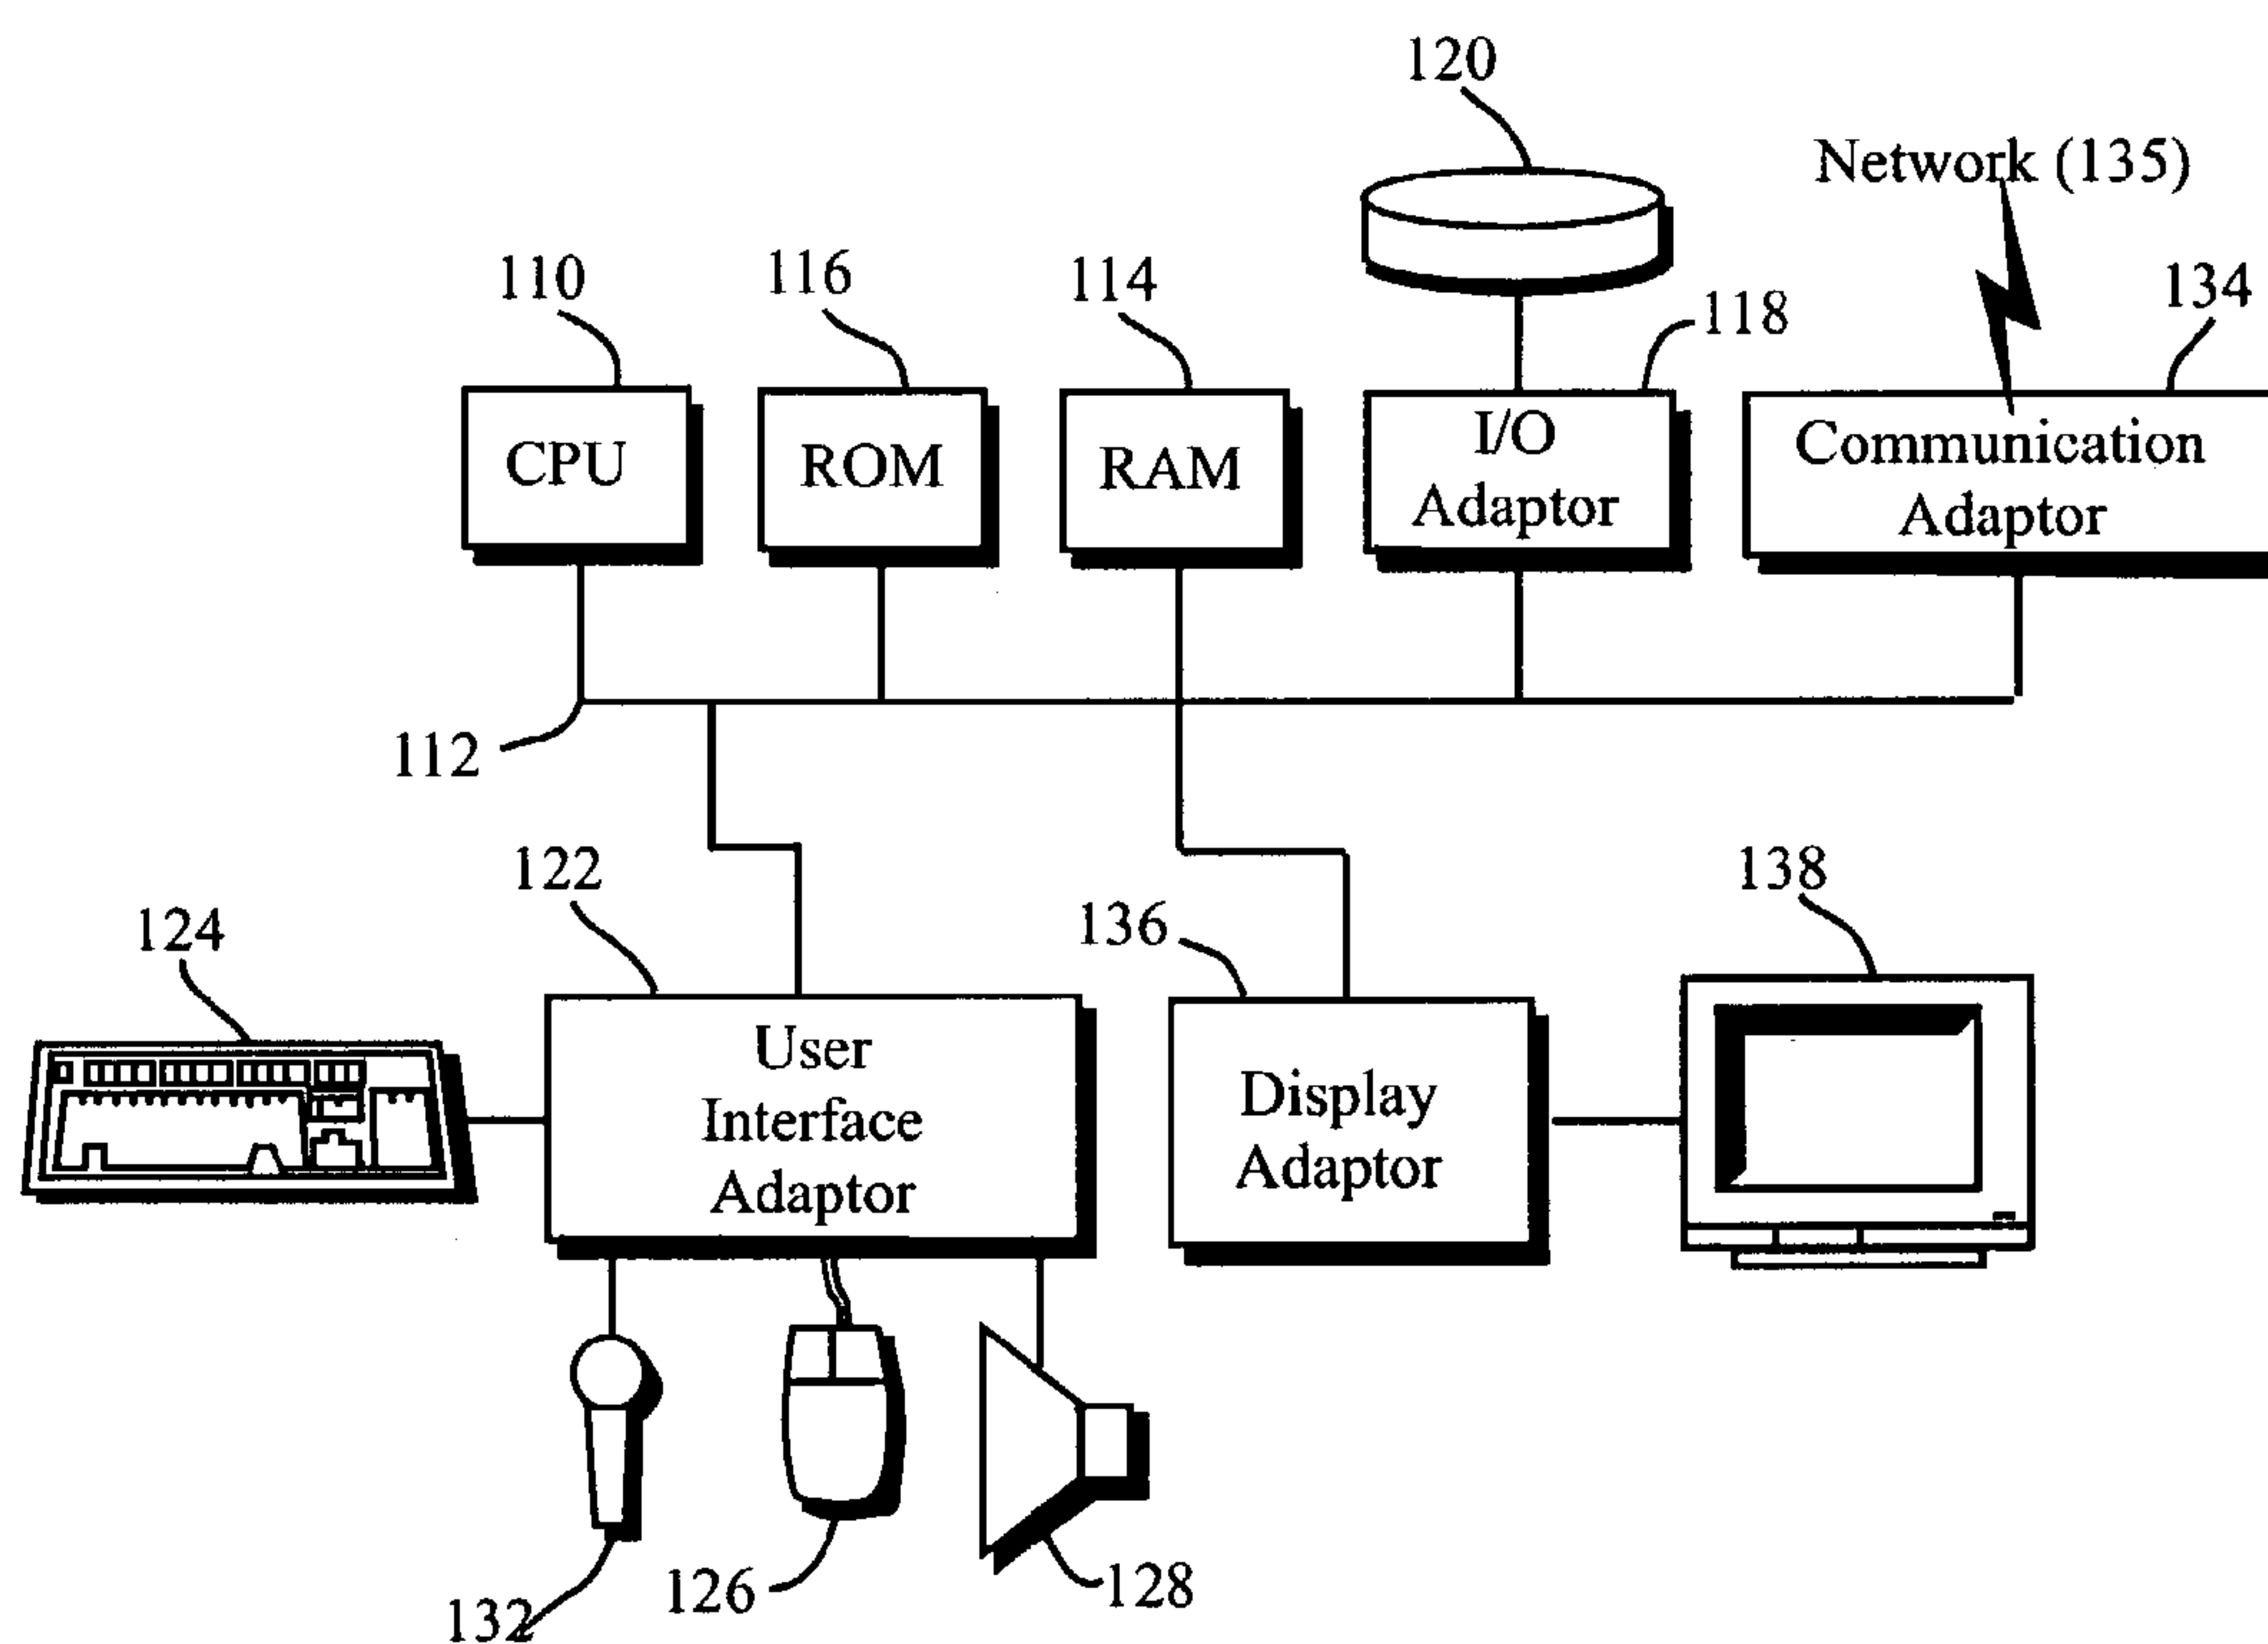 120
Network (135)
110
116
114
118
134
CPU
ROM
RAM
I/O
Adaptor
Communication
Adaptor
112
122
124
136
138
User
Interface
Adaptor
Display
Adaptor
132
126
128